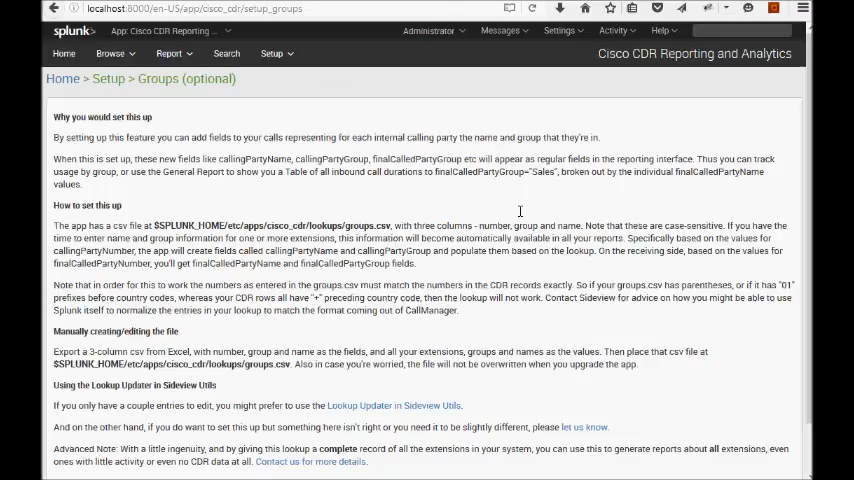 localhost:8000/en-US/app/cisco_cdr/setup_groups
splunk> App: Cisco CDR Reporting ... Administrator Messages Settings Activity Help
Home Browse Report Search Setup Cisco CDR Reporting and Analytics
Home > Setup > Groups (optional)
Why you would set this up
By setting up this feature you can add fields to your calls representing for each internal calling party the name and group that they're in.
When this is set up, these new fields like callingPartyName, callingPartyGroup, finalCalledPartyGroup etc will appear as regular fields in the reporting interface. Thus you can track
usage by group, or use the General Report to show you a Table of all inbound call durations to finalCalledPartyGroup="Sales", broken out by the individual finalCalledPartyName
values.
How to set this up
The app has a csv file at $SPLUNK_HOME/etc/apps/cisco_cdr/lookups/groups.csv, with three columns - number, group and name. Note that these are case-sensitive. If you have the
time to enter name and group information for one or more extensions, this information will become automatically available in all your reports. Specifically based on the values for
callingPartyNumber, the app will create fields called callingPartyName and callingPartyGroup and populate them based on the lookup. On the receiving side, based on the values for
finalCalledPartyNumber, you'll get finalCalledPartyName and finalCalledPartyGroup fields.
Note that in order for this to work the numbers as entered in the groups.csv must match the numbers in the CDR records exactly. So if your groups.csv has parentheses, or if it has "01"
prefixes before country codes, whereas your CDR rows all have "+" preceding country code, then the lookup will not work. Contact Sideview for advice on how you might be able to use
Splunk itself to normalize the entries in your lookup to match the format coming out of CallManager.
Manually creating/editing the file
Export a 3-column csv from Excel, with number, group and name as the fields, and all your extensions, groups and names as the values. Then place that csv file at
$SPLUNK_HOME/etc/apps/cisco_cdr/lookups/groups.csv. Also in case you're worried, the file will not be overwritten when you upgrade the app.
Using the Lookup Updater in Sideview Utils
If you only have a couple entries to edit, you might prefer to use the Lookup Updater in Sideview Utils.
And on the other hand, if you do want to set this up but something here isn't right or you need it to be slightly different, please let us know.
Advanced Note: With a little ingenuity, and by giving this lookup a complete record of all the extensions in your system, you can use this to generate reports about all extensions, even
ones with little activity or even no CDR data at all. Contact us for more details.